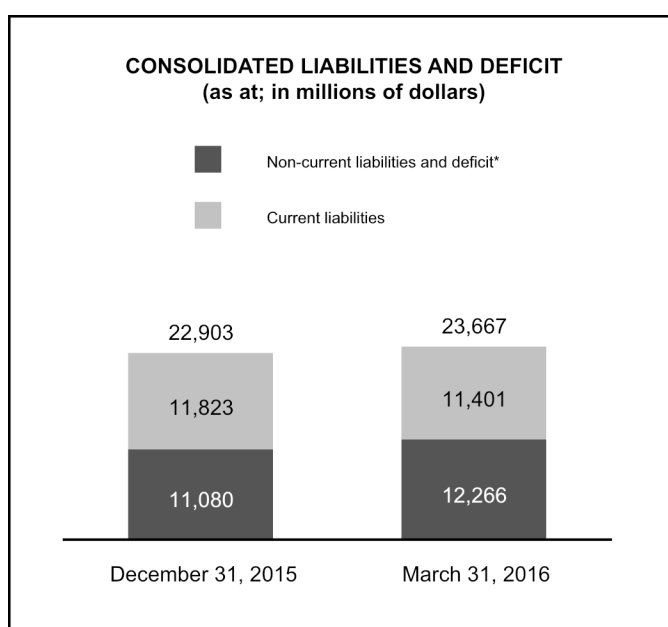 CONSOLIDATED LIABILITIES AND DEFICIT
(as at; in millions of dollars)
Non-current liabilities and deficit*
Current liabilities
22,903
23,667
11,823
11,401
11,080
12,266
December 31, 2015
March 31, 2016